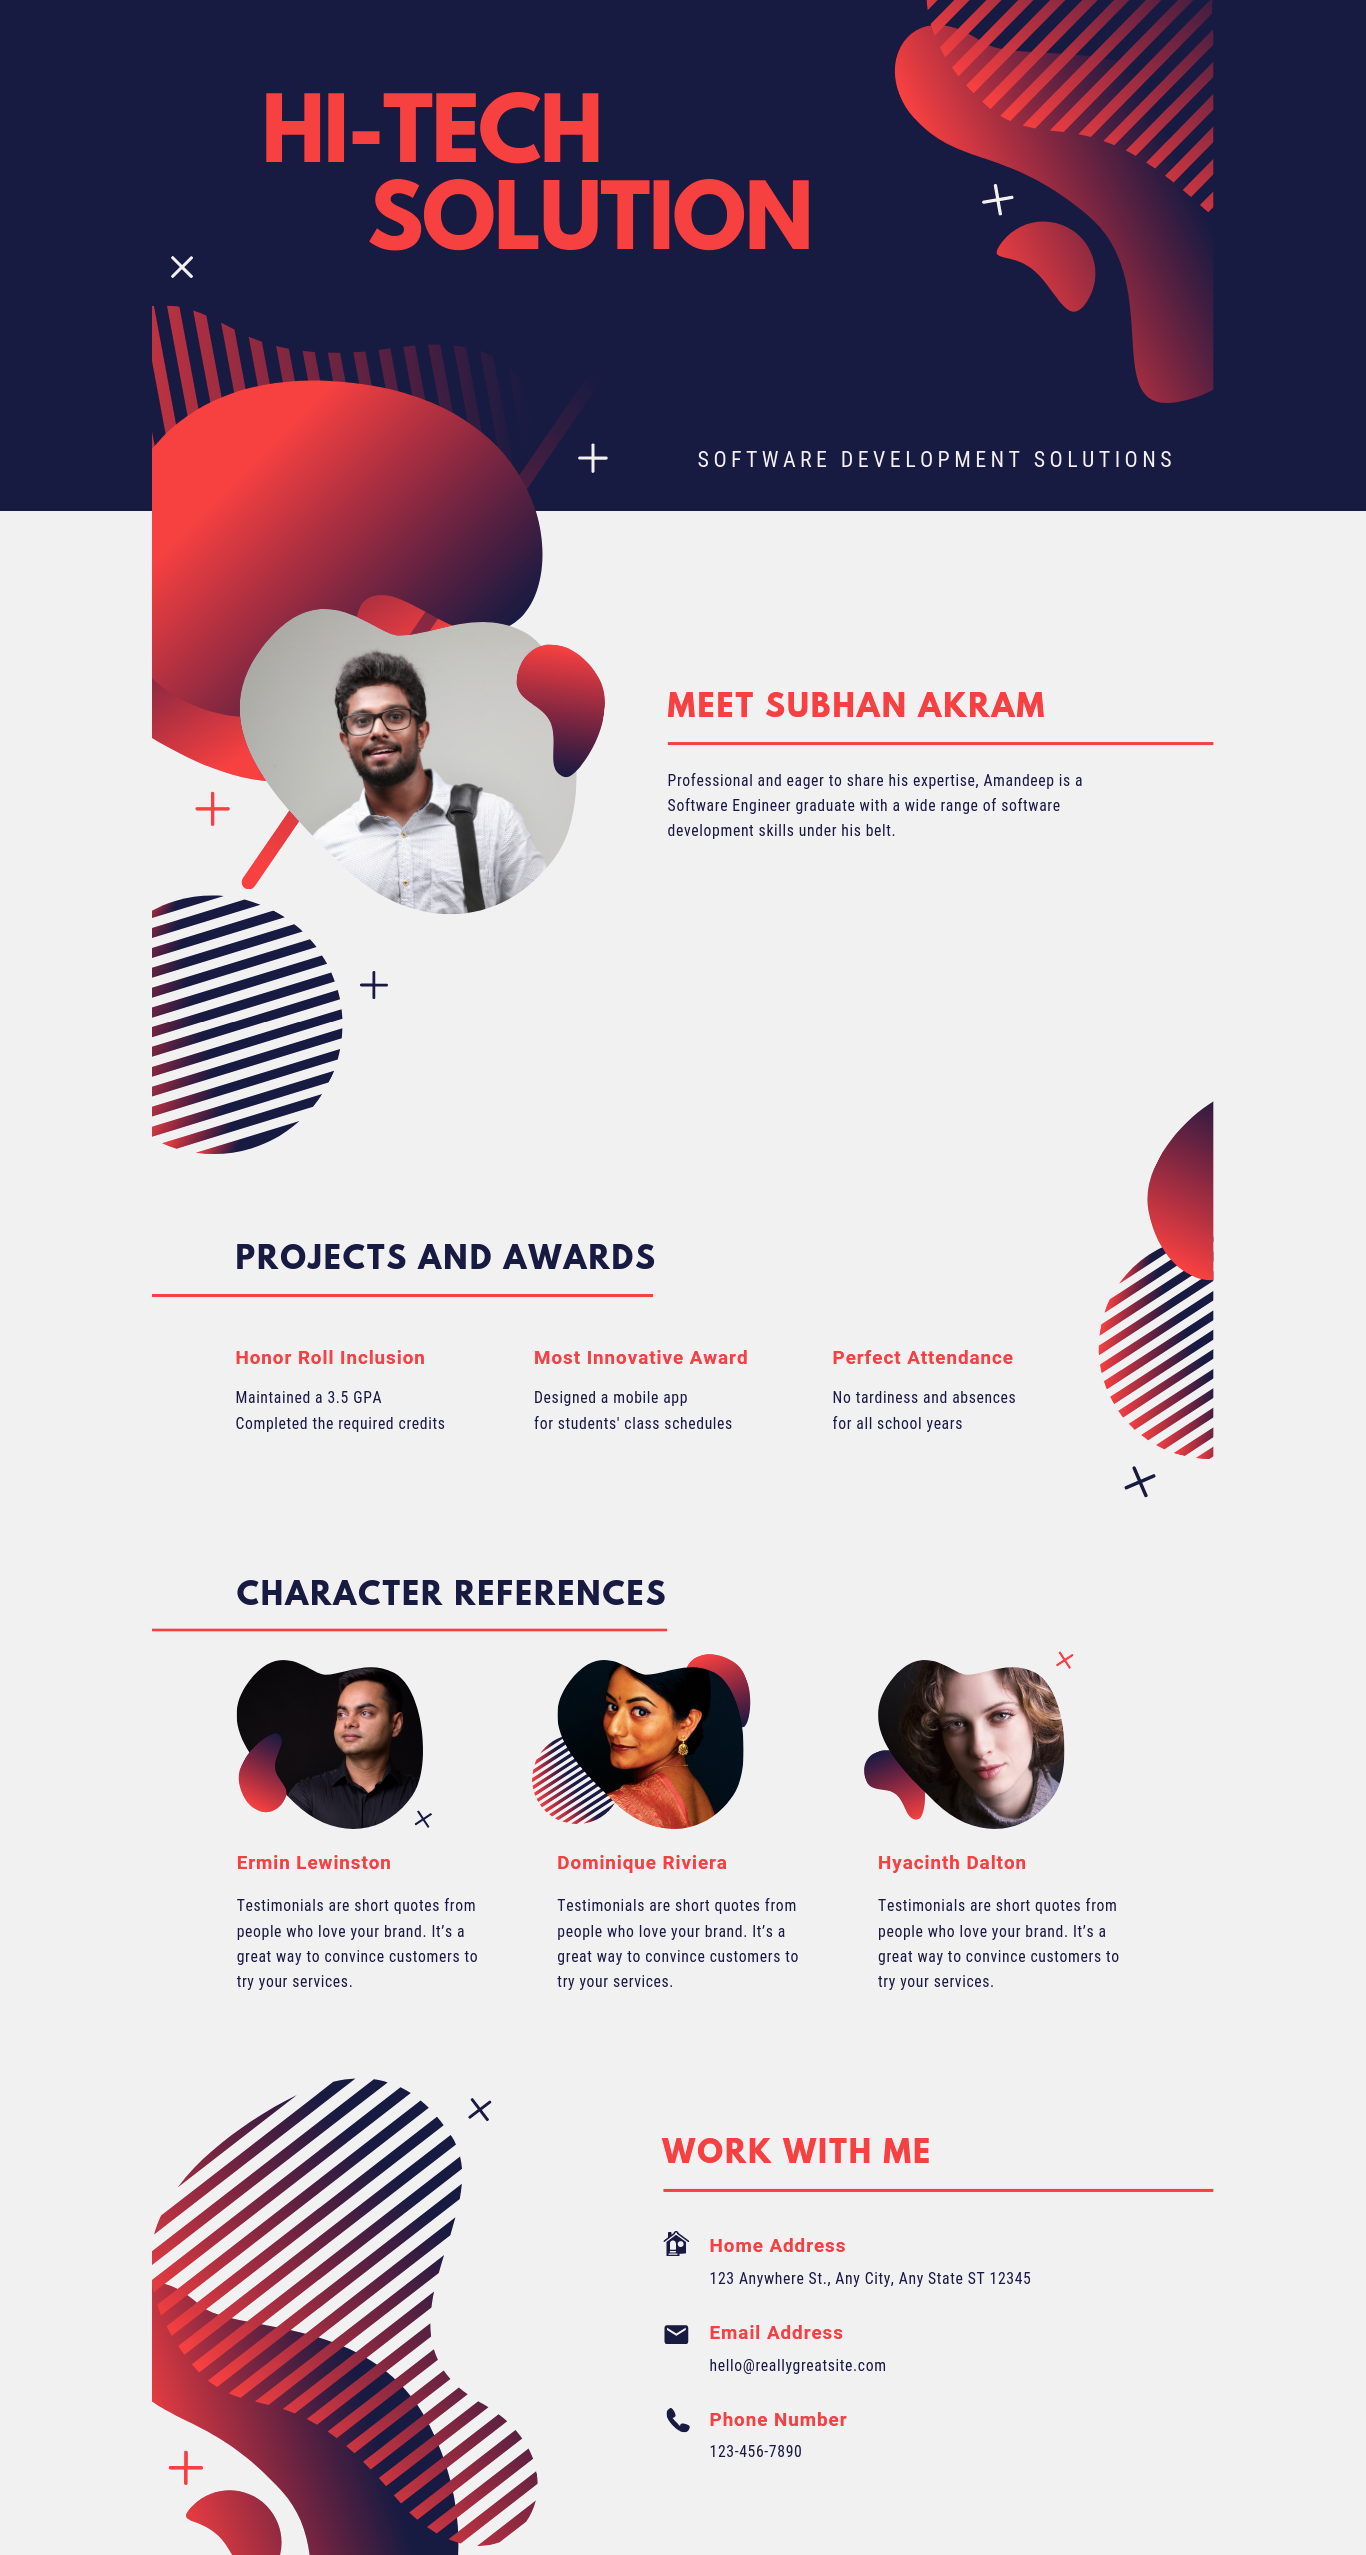 HI-TECH
SOLUTION
SOFTWARE DEVELOPMENT SOLUTIONS
MEET SUBHAN AKRAM
Professional and eager to share his expertise, Amandeep is a
Software Engineer graduate with a wide range of software
development skills under his belt.
PROJECTS AND AWARDS
Honor Roll Inclusion
Maintained a 3.5 GPA
Completed the required credits
Most Innovative Award
Designed a mobile app
for students' class schedules
Perfect Attendance
No tardiness and absences
for all school years
CHARACTER REFERENCES
Ermin Lewinston
Testimonials are short quotes from
people who love your brand. It’s a
great way to convince customers to
try your services.
Dominique Riviera
Testimonials are short quotes from
people who love your brand. It’s a
great way to convince customers to
try your services.
Hyacinth Dalton
Testimonials are short quotes from
people who love your brand. It’s a
great way to convince customers to
try your services.
WORK WITH ME
Home Address
123 Anywhere St., Any City, Any State ST 12345
Email Address
hello@reallygreatsite.com
Phone Number
123-456-7890